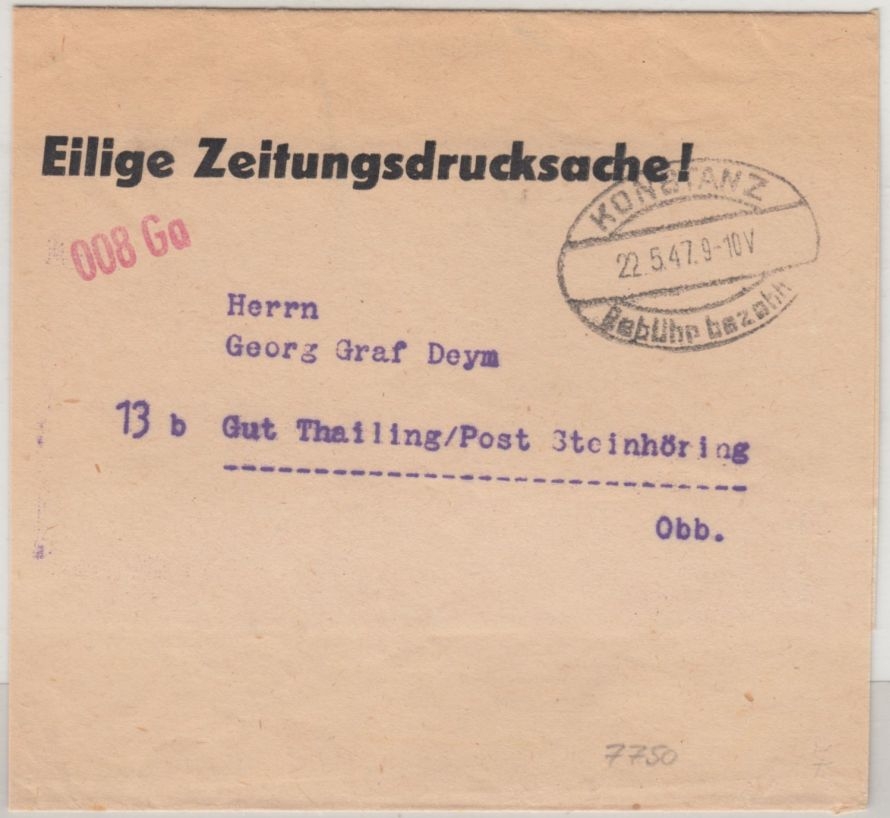 Eilige Zeitungsdrucksache!
KONSTANZ
22.5.47.9-10V
Gebühr bezahlt
008 Ga
Herrn
Georg Graf Deym
13 b Gut Thailing/Post Steinhöring
Obb.
7750